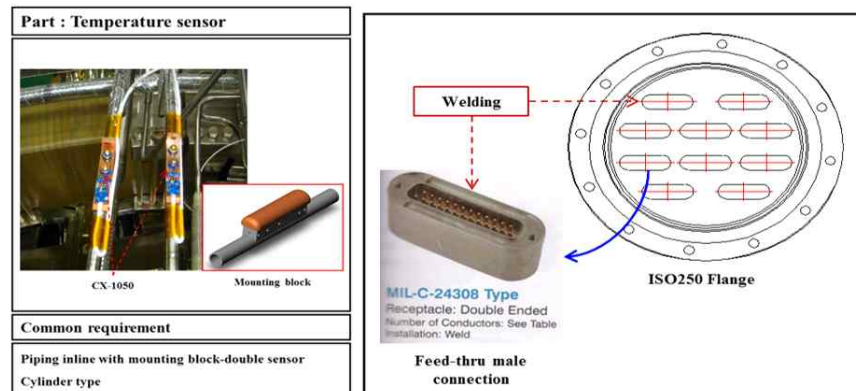 Part : Temperature sensor
CX-1050
Mounting block
Common requirement
Piping inline with mounting block-double sensor
Cylinder type
Welding
MIL-C-24308 Type
Receptacle: Double Ended
Number of Conductors: See Table
Installation: Weld
Feed-thru male
connection
ISO250 Flange